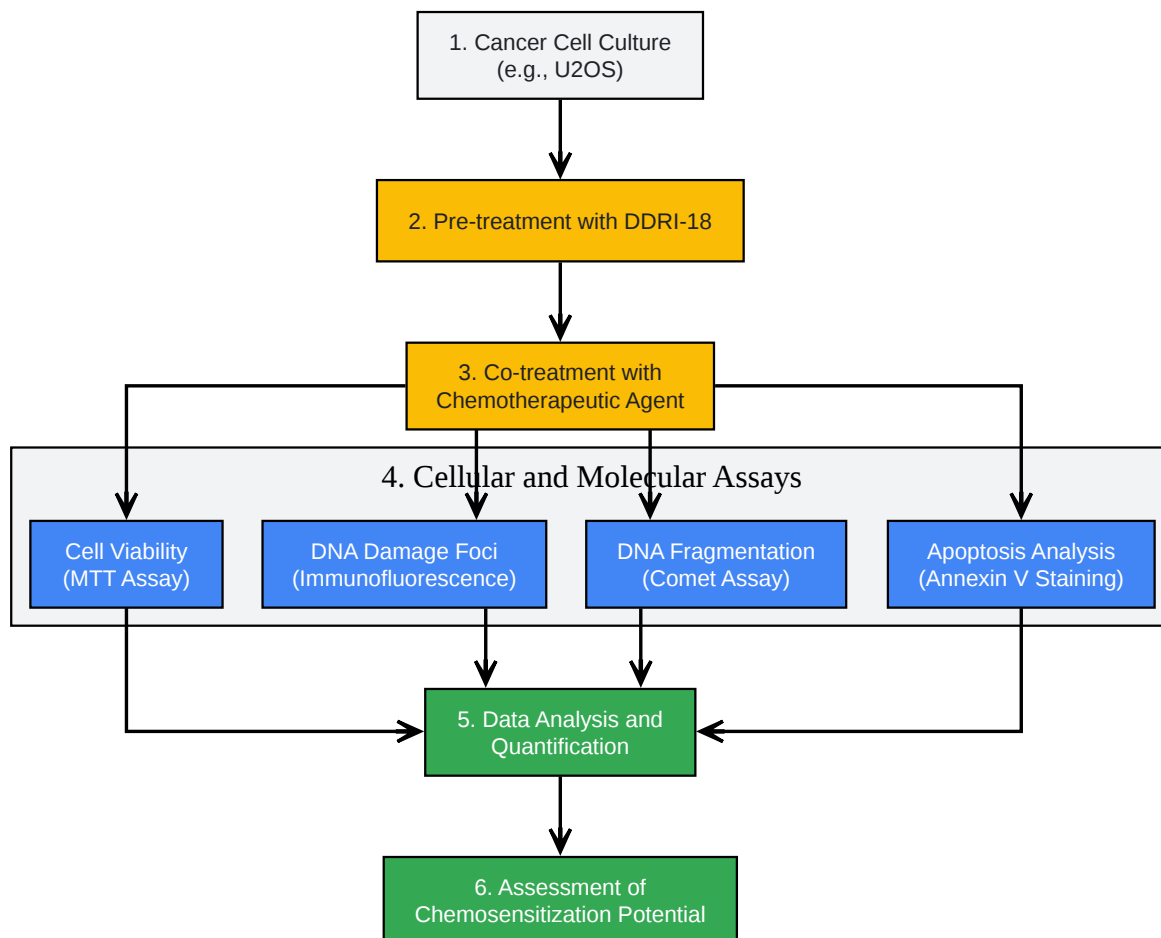 1. Cancer Cell Culture
(e.g., U2OS)
2. Pre-treatment with DDRI-18
3. Co-treatment with
Chemotherapeutic Agent
4. Cellular and Molecular Assays
Cell Viability
(MTT Assay)
DNA Damage Foci
(Immunofluorescence)
DNA Fragmentation
(Comet Assay)
Apoptosis Analysis
(Annexin V Staining)
5. Data Analysis and
Quantification
6. Assessment of
Chemosensitization Potential